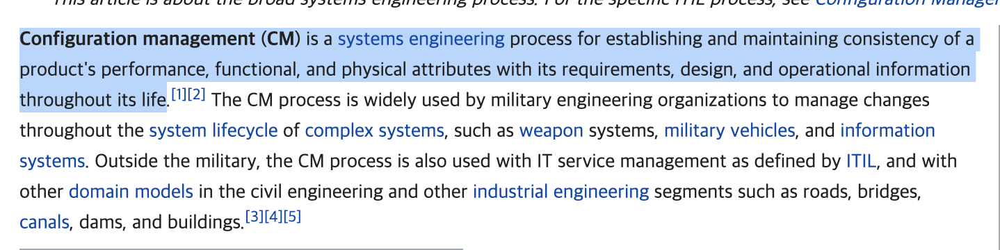 This article is about the broad systems engineering process. For the specific ITIL process, see Configuration
Configuration management (CM) is a systems engineering process for establishing and maintaining consistency of a
product's performance, functional, and physical attributes with its requirements, design, and operational information
throughout its life.[1][2] The CM process is widely used by military engineering organizations to manage changes
throughout the system lifecycle of complex systems, such as weapon systems, military vehicles, and information
systems. Outside the military, the CM process is also used with IT service management as defined by ITIL, and with
other domain models in the civil engineering and other industrial engineering segments such as roads, bridges,
canals, dams, and buildings.[3][4][5]